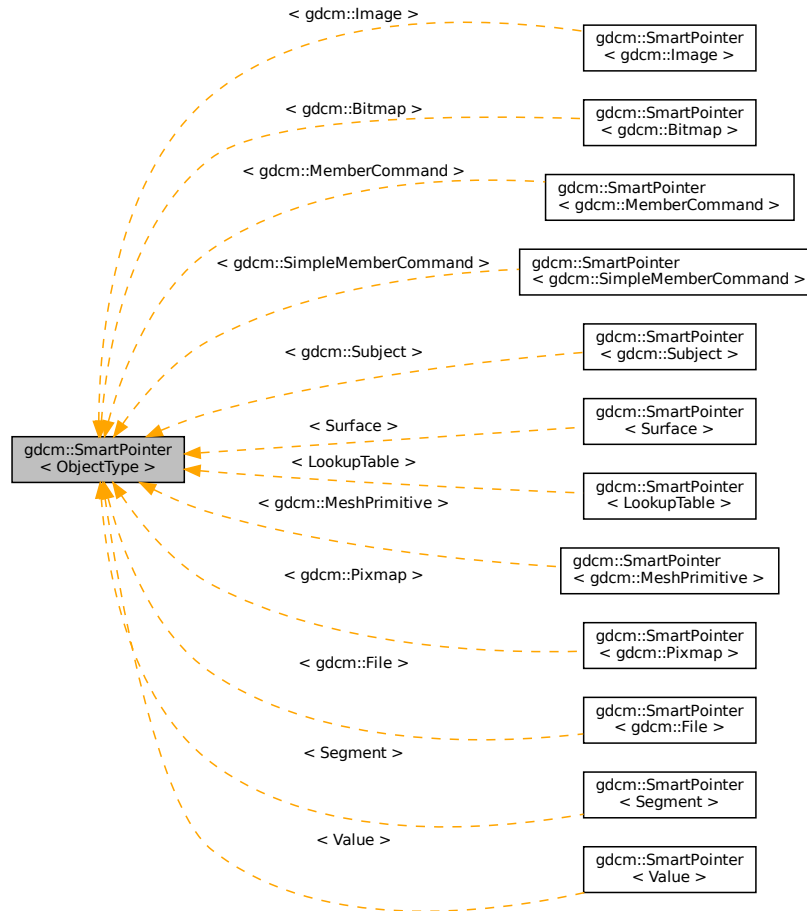 < gdcm::Image >
gdcm::SmartPointer
< gdcm::Image >
< gdcm::Bitmap >
gdcm::SmartPointer
< gdcm::Bitmap >
< gdcm::MemberCommand >
gdcm::SmartPointer
< gdcm::MemberCommand >
< gdcm::SimpleMemberCommand >
gdcm::SmartPointer
< gdcm::SimpleMemberCommand >
< gdcm::Subject >
gdcm::SmartPointer
< gdcm::Subject >
< Surface >
gdcm::SmartPointer
< Surface >
gdcm::SmartPointer
< ObjectType >
< LookupTable >
gdcm::SmartPointer
< LookupTable >
< gdcm::MeshPrimitive >
gdcm::SmartPointer
< gdcm::MeshPrimitive >
< gdcm::Pixmap >
gdcm::SmartPointer
< gdcm::Pixmap >
< gdcm::File >
gdcm::SmartPointer
< gdcm::File >
< Segment >
gdcm::SmartPointer
< Segment >
< Value >
gdcm::SmartPointer
< Value >